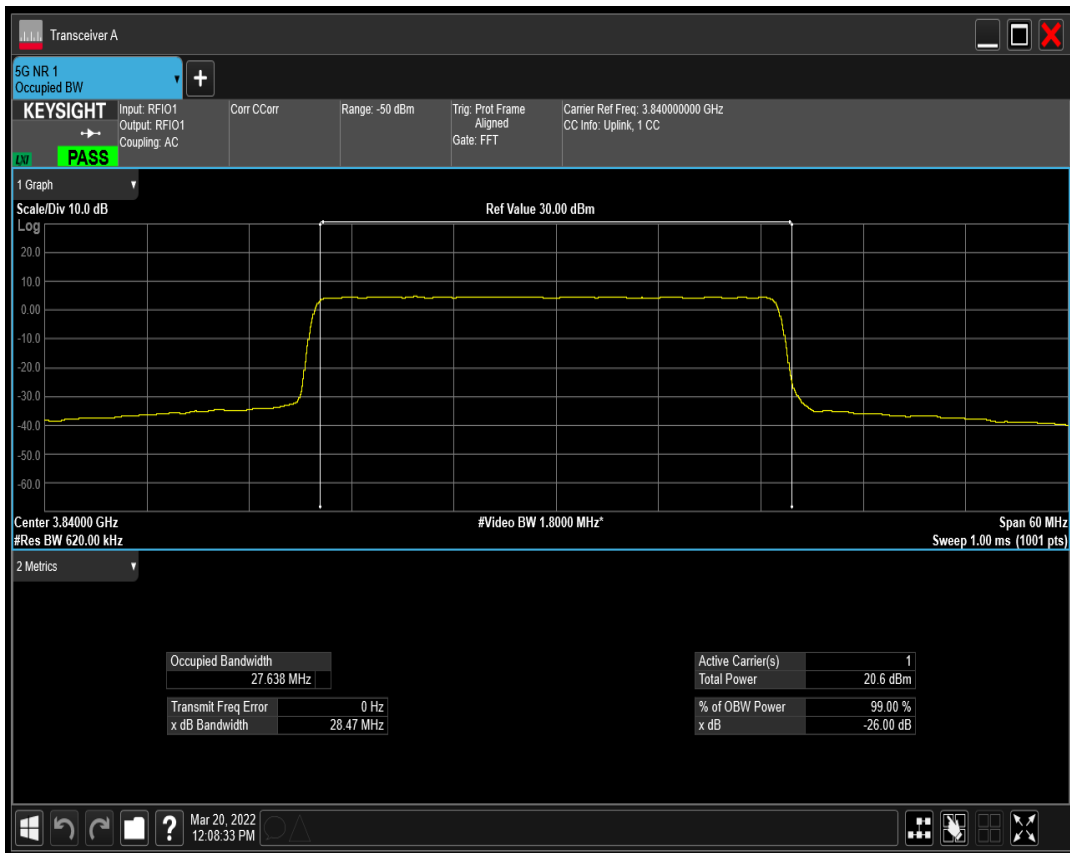 Transceiver A
5G NR 1
Occupied BW
KEYSIGHT
LXI
PASS
Input: RFIO1
Output: RFIO1
Coupling: AC
Corr CCorr
Range: -50 dBm
Trig: Prot Frame
Aligned
Gate: FFT
Carrier Ref Freq: 3.840000000 GHz
CC Info: Uplink, 1 CC
1 Graph
Scale/Div 10.0 dB
Ref Value 30.00 dBm
Log
20.0
10.0
0.00
-10.0
-20.0
-30.0
-40.0
-50.0
-60.0
Center 3.84000 GHz
#Video BW 1.8000 MHz*
Span 60 MHz
#Res BW 620.00 kHz
Sweep 1.00 ms (1001 pts)
2 Metrics
Occupied Bandwidth
27.638 MHz
Transmit Freq Error 0 Hz
x dB Bandwidth 28.47 MHz
Active Carrier(s) 1
Total Power 20.6 dBm
% of OBW Power 99.00 %
x dB -26.00 dB
Mar 20, 2022
12:08:33 PM